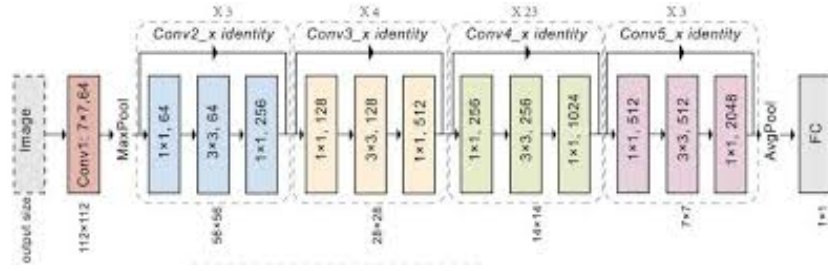 X 3
X 4
X 23
X 3
Conv2_x identity
Conv3_x identity
Conv4_x identity
Conv5_x identity
Image
Conv1: 7×7,64
MaxPool
1×1, 64
3×3, 64
1×1, 256
1×1, 128
3×3, 128
1×1, 512
1×1, 256
3×3, 256
1×1, 1024
1×1, 512
3×3, 512
1×1, 2048
AvgPool
FC
output size
112×112
56×56
28×28
14×14
7×7
1×1